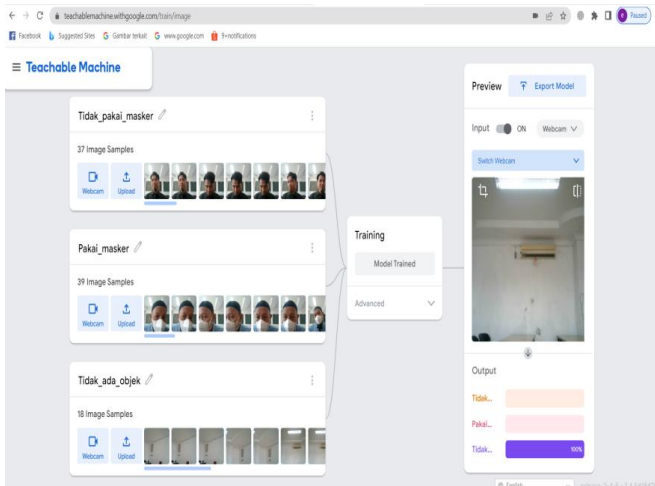 teachablemachine.withgoogle.com/train/image
Paused
Facebook
Suggested Sites
Gambar terkait
www.google.com
9+notifications
Teachable Machine
Tidak_pakai_masker
37 Image Samples
Webcam
Upload
Pakai_masker
39 Image Samples
Webcam
Upload
Tidak_ada_objek
18 Image Samples
Webcam
Upload
Training
Model Trained
Advanced
Preview
Export Model
Input
ON
Webcam
Switch Webcam
Output
Tidak...
Pakai...
Tidak...
100%
English